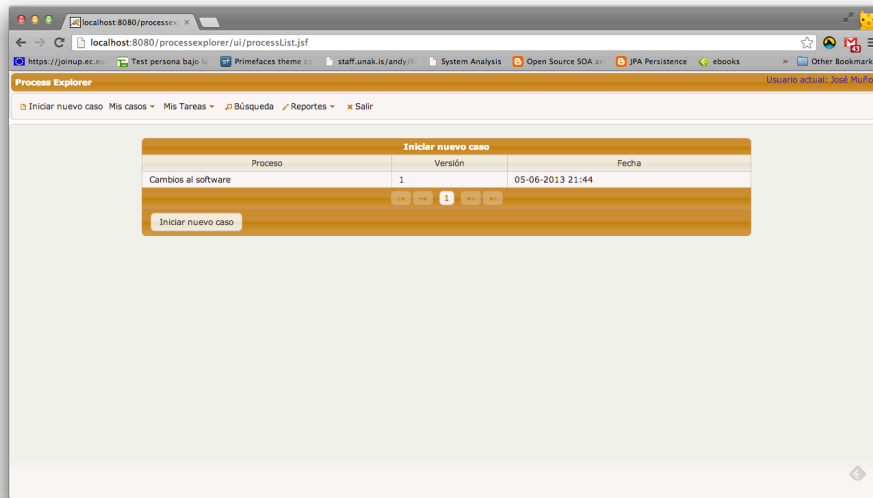 localhost:8080/processex
localhost:8080/processexplorer/ui/processList.jsf
43
https://joinup.ec.eu Test persona bajo la Primefaces theme co staff.unak.is/andy/ System Analysis Open Source SOA an JPA Persistence ebooks » Other Bookmark
Process Explorer Usuario actual: José Muño
Iniciar nuevo caso Mis casos Mis Tareas Búsqueda Reportes Salir
Iniciar nuevo caso
Proceso Versión Fecha
Cambios al software 1 05-06-2013 21:44
1
Iniciar nuevo caso